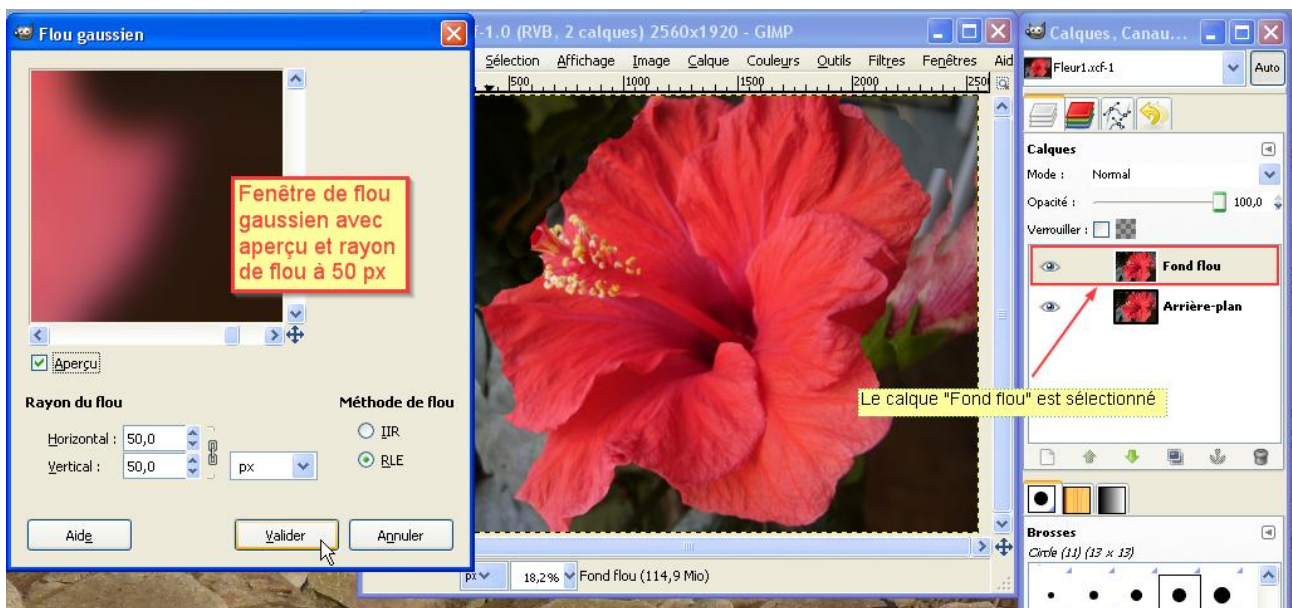 Flou gaussien
Fenêtre de flou
gaussien avec
aperçu et rayon
de flou à 50 px
Aperçu
Rayon du flou
Méthode de flou
Horizontal : 50,0
IIR
Vertical : 50,0
px
RLE
Aide
Valider
Annuler
f-1.0 (RVB, 2 calques) 2560x1920 - GIMP
Sélection Affichage Image Calque Couleurs Outils Filtres Fenêtres Aid
500 1000 1500 2000 250
Le calque "Fond flou" est sélectionné
px 18,2% Fond flou (114,9 Mio)
Calques, Canau...
Fleur1.xcf-1
Auto
Calques
Mode : Normal
Opacité : 100,0
Verrouiller :
Fond flou
Arrière-plan
Brosses
Circle (11) (13 x 13)